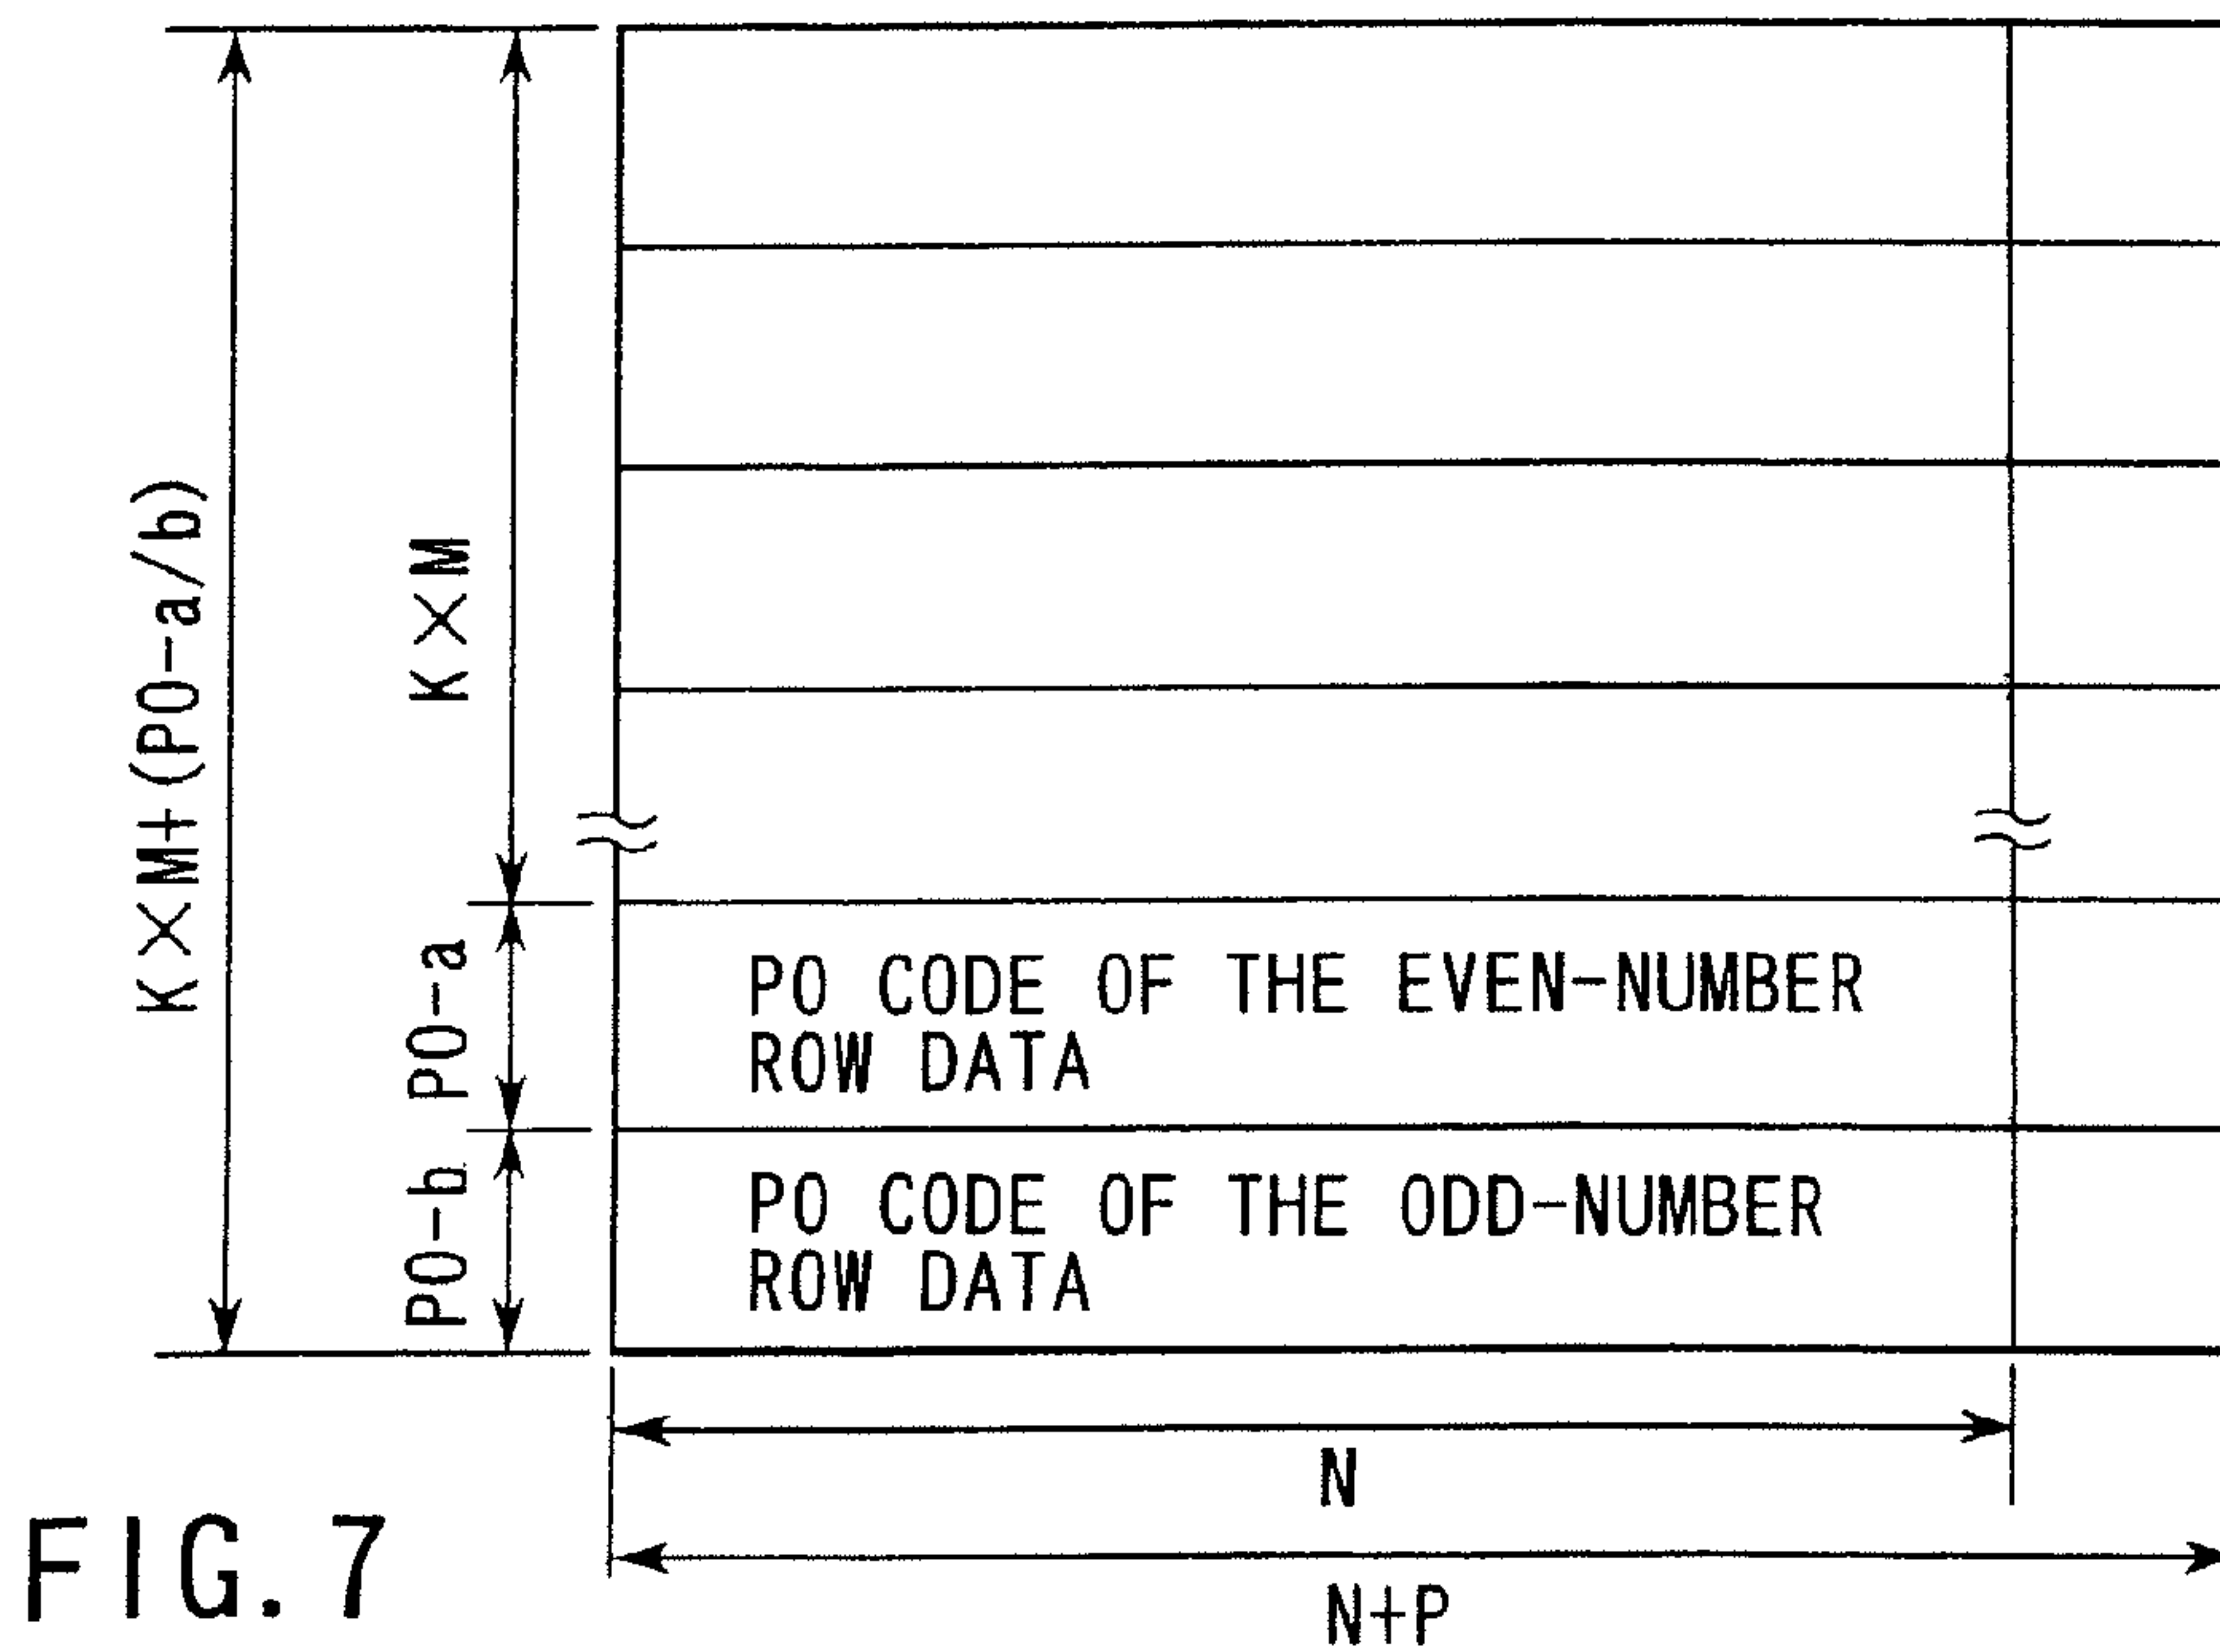 K×M+(PO-a/b)
K×M
PO-a
PO-b
PO CODE OF THE EVEN-NUMBER
ROW DATA
PO CODE OF THE ODD-NUMBER
ROW DATA
N
N+P
FIG. 7